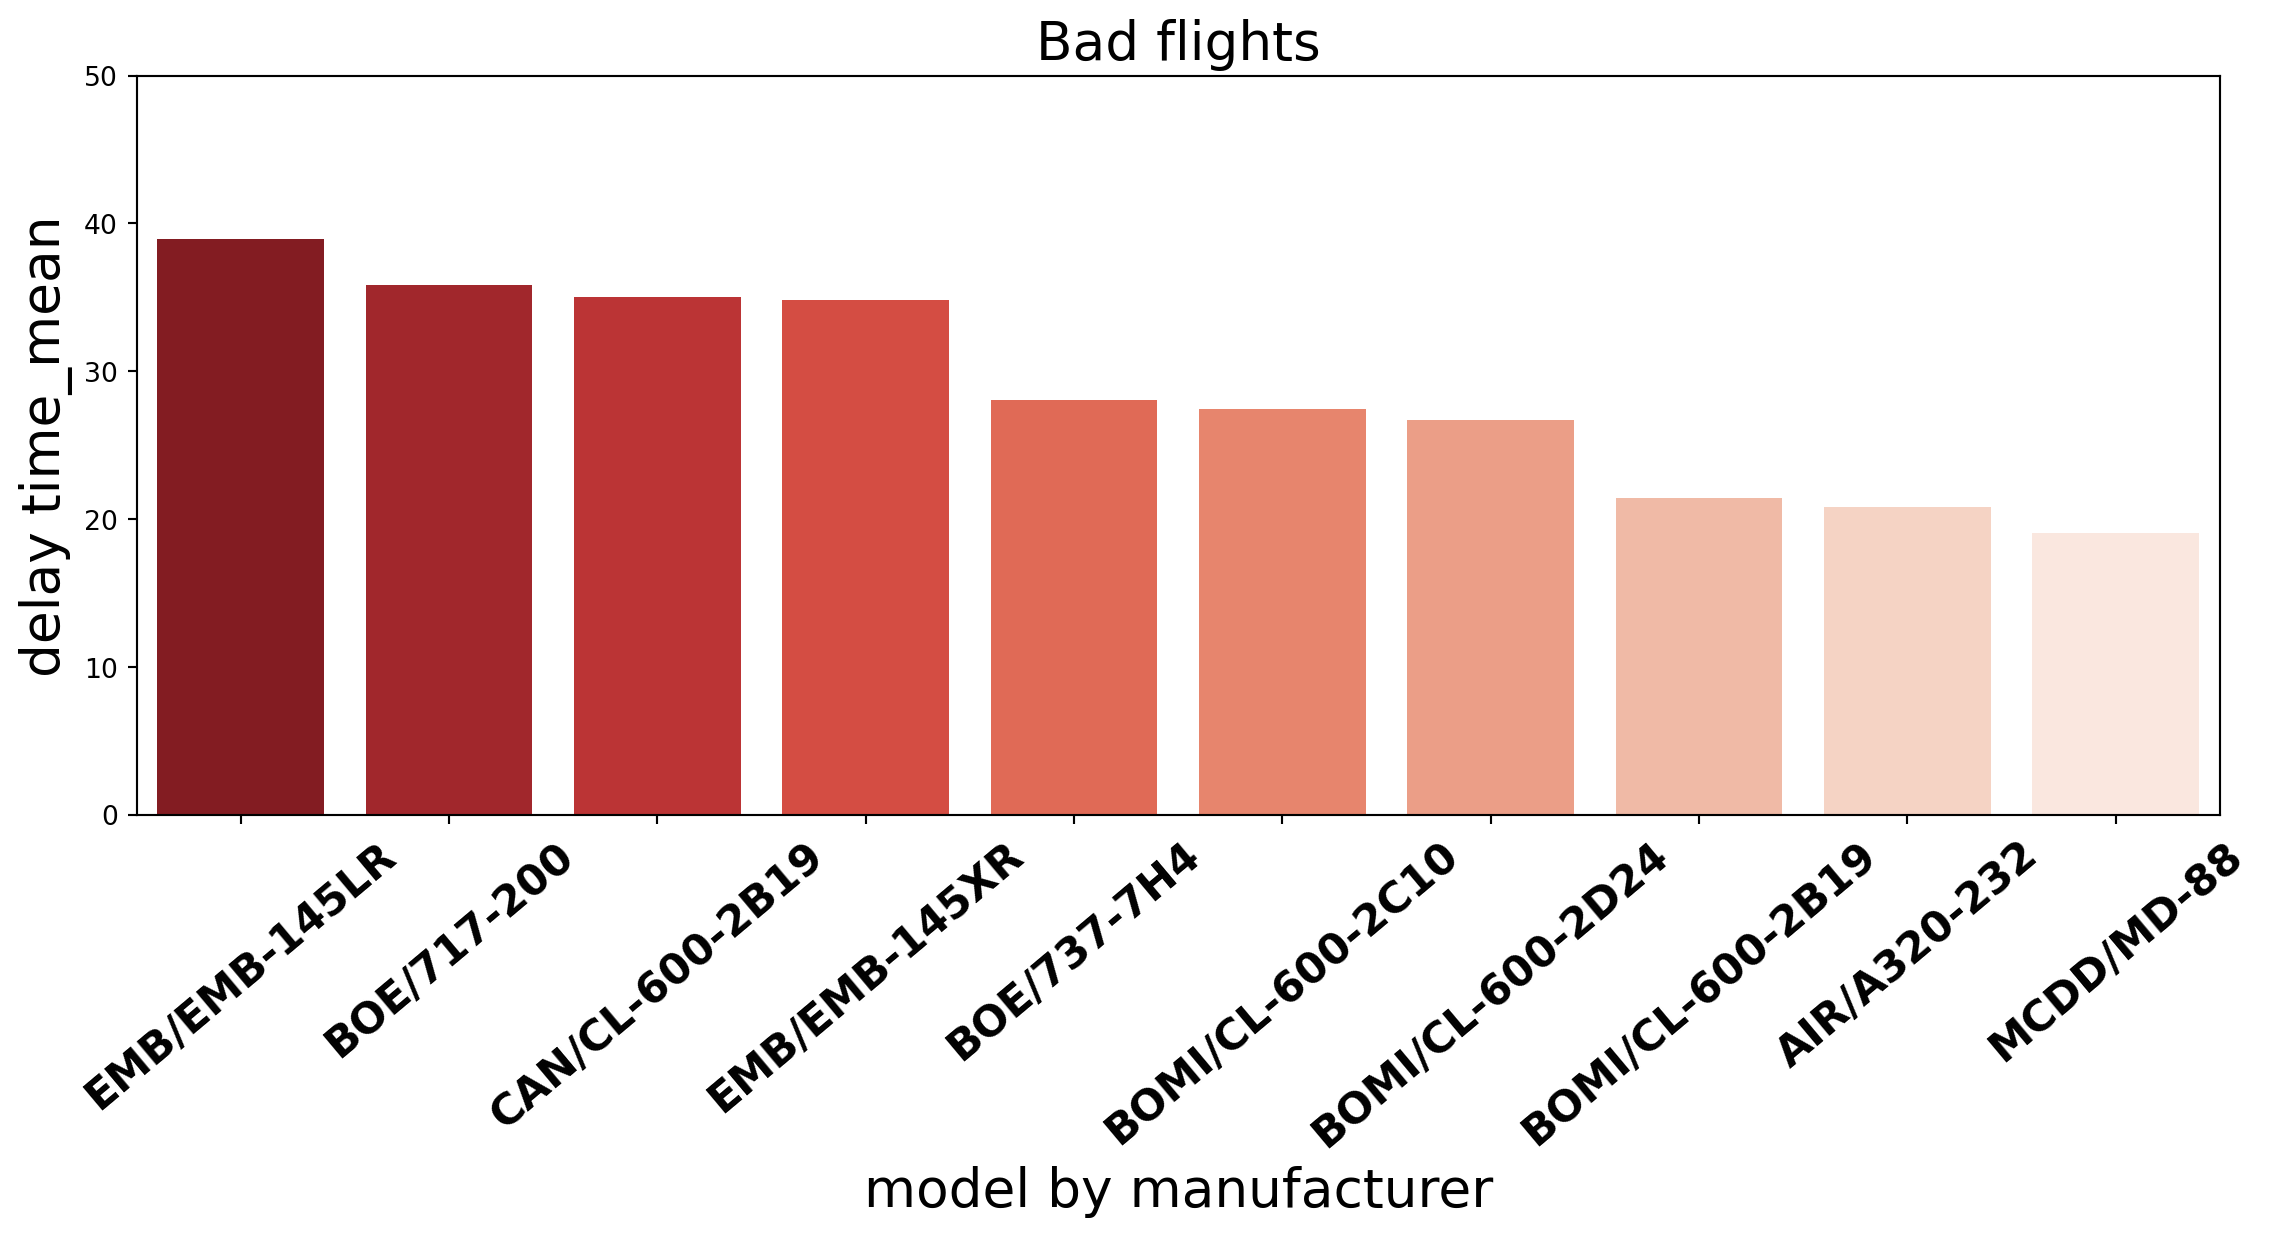 Bad flights
delay time_mean
50
40
30
20
10
0
EMB/EMB-145LR
BOE/717-200
CAN/CL-600-2B19
EMB/EMB-145XR
BOE/737-7H4
BOMI/CL-600-2C10
BOMI/CL-600-2D24
BOMI/CL-600-2B19
AIR/A320-232
MCDD/MD-88
model by manufacturer